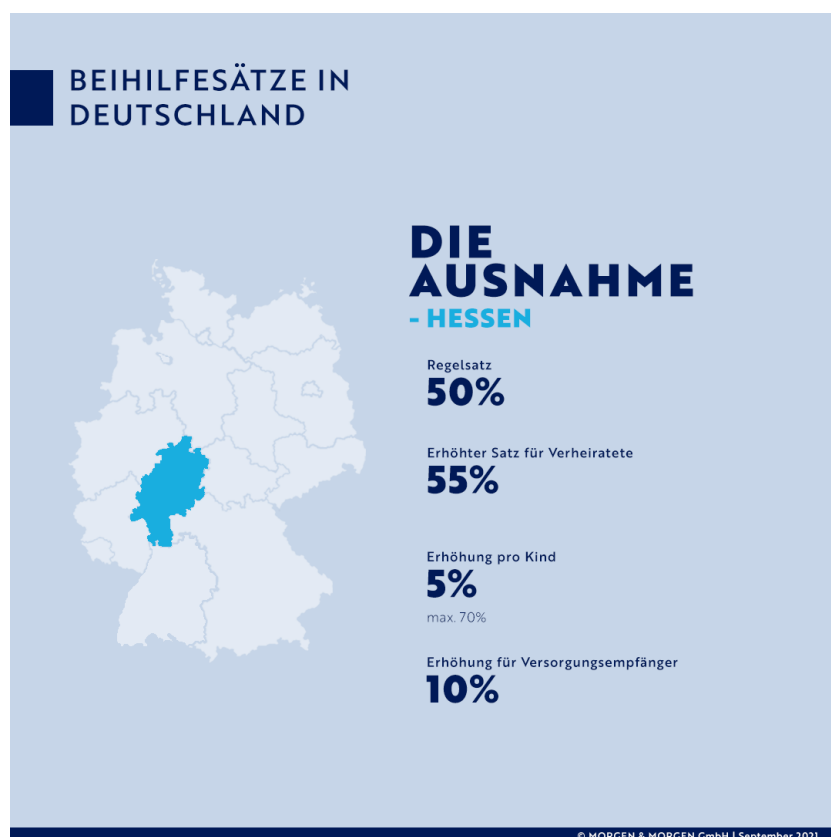 BEIHILFESÄTZE IN
DEUTSCHLAND
DIE
AUSNAHME
- HESSEN
Regelsatz
50%
Erhöhter Satz für Verheiratete
55%
Erhöhung pro Kind
5%
max. 70%
Erhöhung für Versorgungsempfänger
10%
© MORGEN & MORGEN GmbH | September 2021